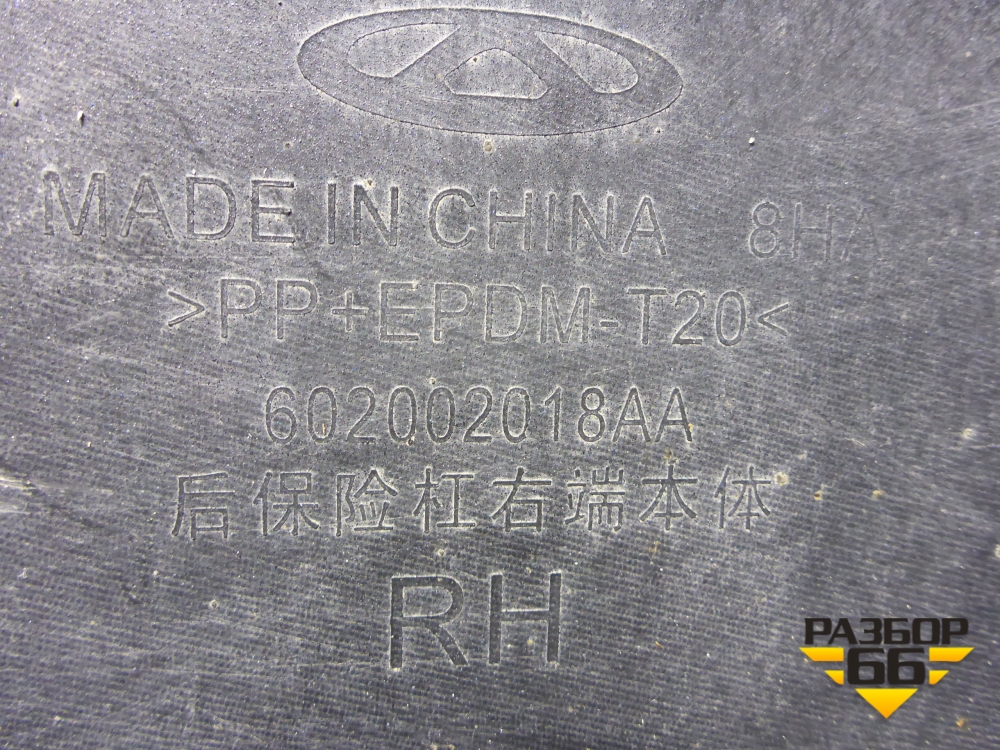 MADE IN CHINA 8HA
>PP+EPDM-T20<
602002018AA
后保险杠右端本体
RH
РАЗБОР
66